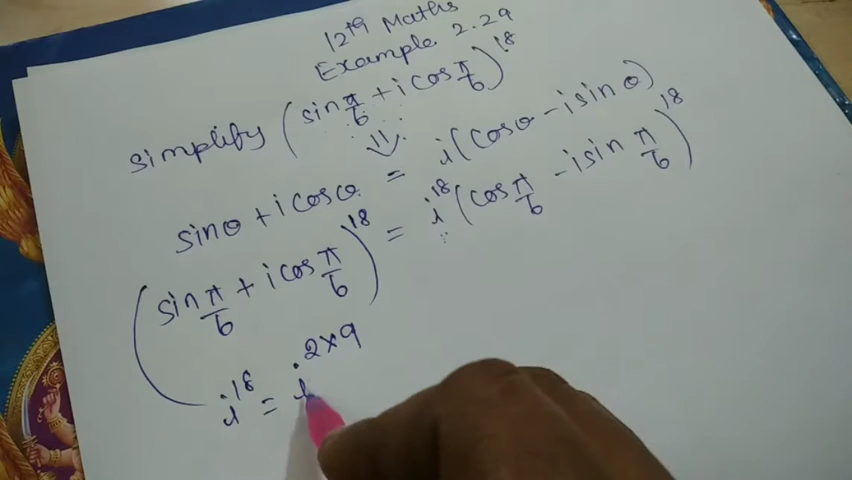 12th Maths
Example 2.29
simplify (sin π/6 + i cos π/6)^18
sinθ + i cosθ = i(cosθ - i sinθ)
(sin π/6 + i cos π/6)^18 = i^18 (cos π/6 - i sin π/6)^18
i^18 = i^2×9